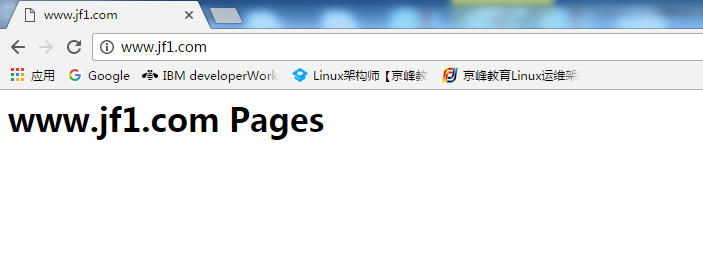 www.jf1.com
www.jf1.com
应用 Google IBM developerWork Linux架构师【京峰教 京峰教育Linux运维架
www.jf1.com Pages